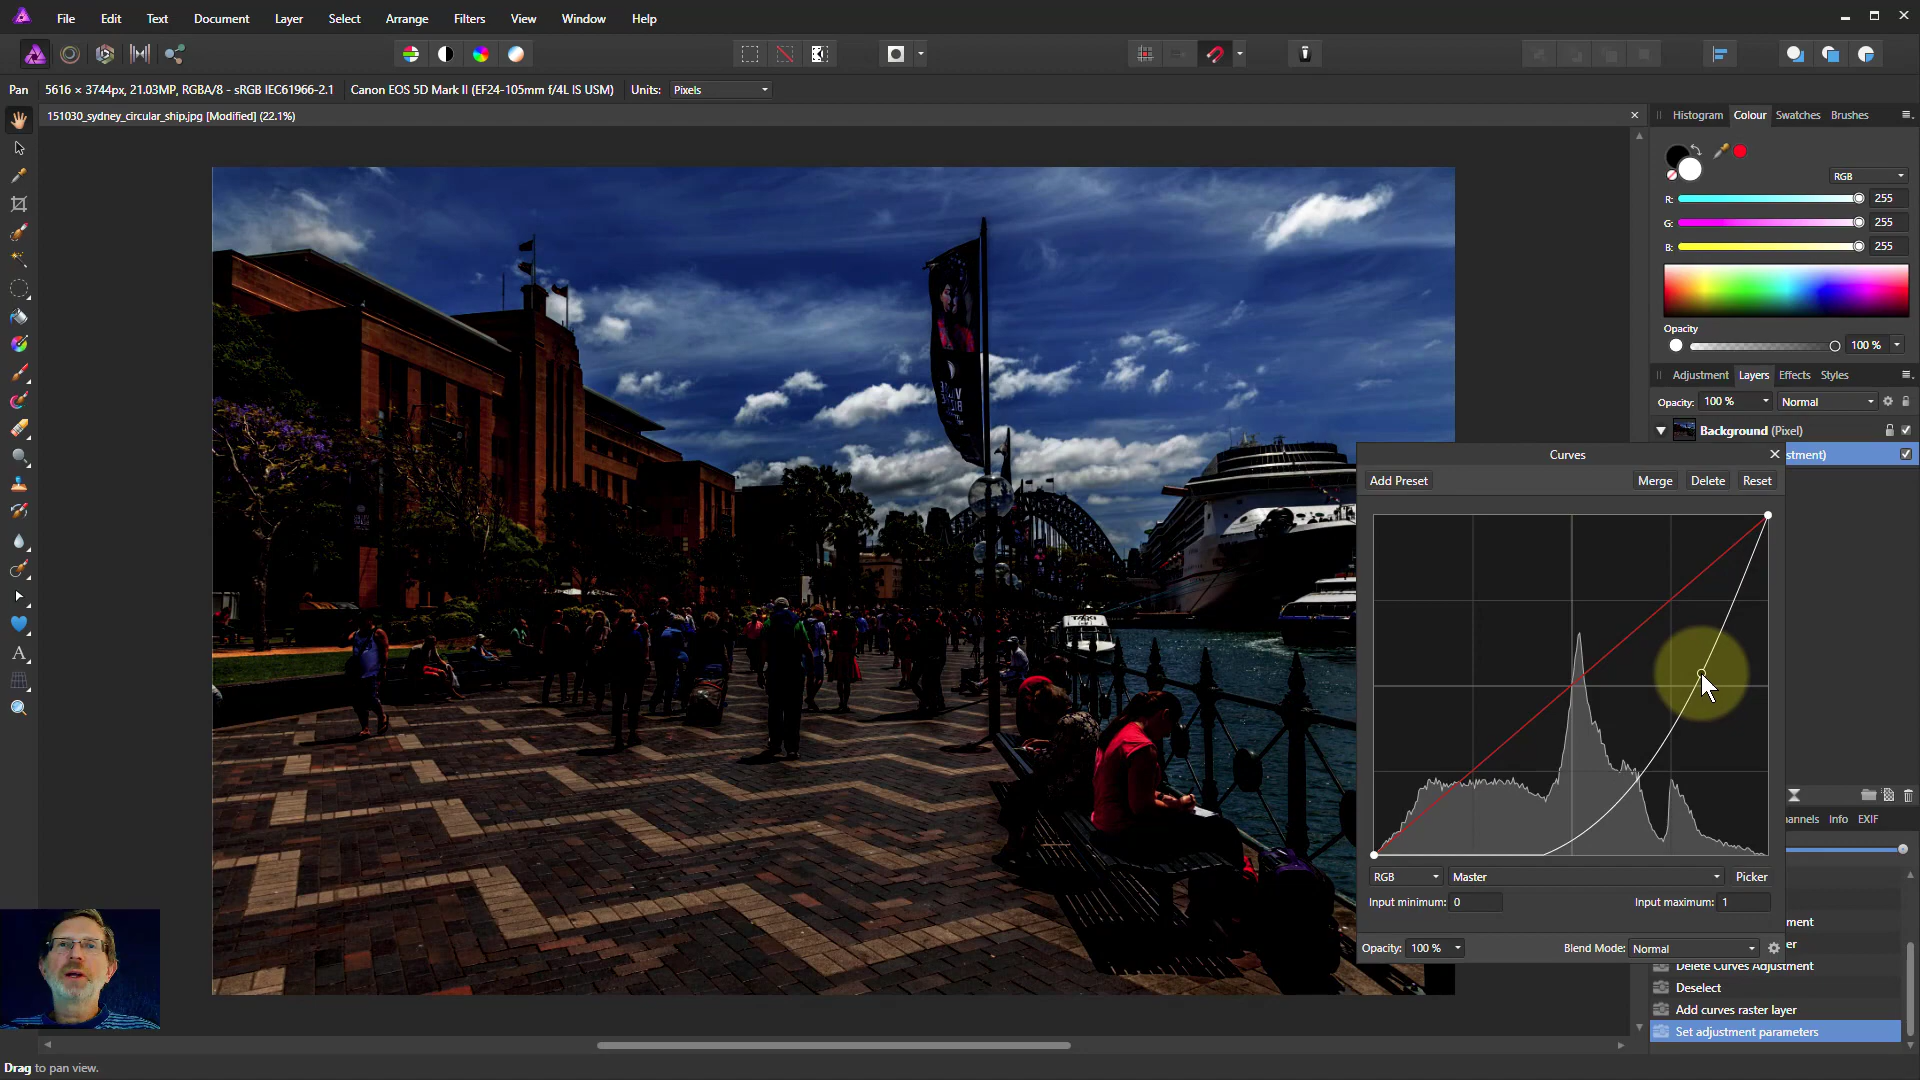 File Edit Text Document Layer Select Arrange Filters View Window Help
Pan 5616 × 3744px, 21.03MP, RGBA/8 - sRGB IEC61966-2.1 Canon EOS 5D Mark II (EF24-105mm f/4L IS USM) Units: Pixels
151030_sydney_circular_ship.jpg [Modified] (22.1%)
Histogram Colour Swatches Brushes
RGB
R: 255
G: 255
B: 255
Opacity
100 %
Adjustment Layers Effects Styles
Opacity: 100 % Normal
Background (Pixel)
stment)
Curves
Add Preset Merge Delete Reset
RGB Master Picker
Input minimum: 0 Input maximum: 1
Opacity: 100 % Blend Mode: Normal
hannels Info EXIF
ment
er
Delete Curves Adjustment
Deselect
Add curves raster layer
Set adjustment parameters
TAXI
Drag to pan view.